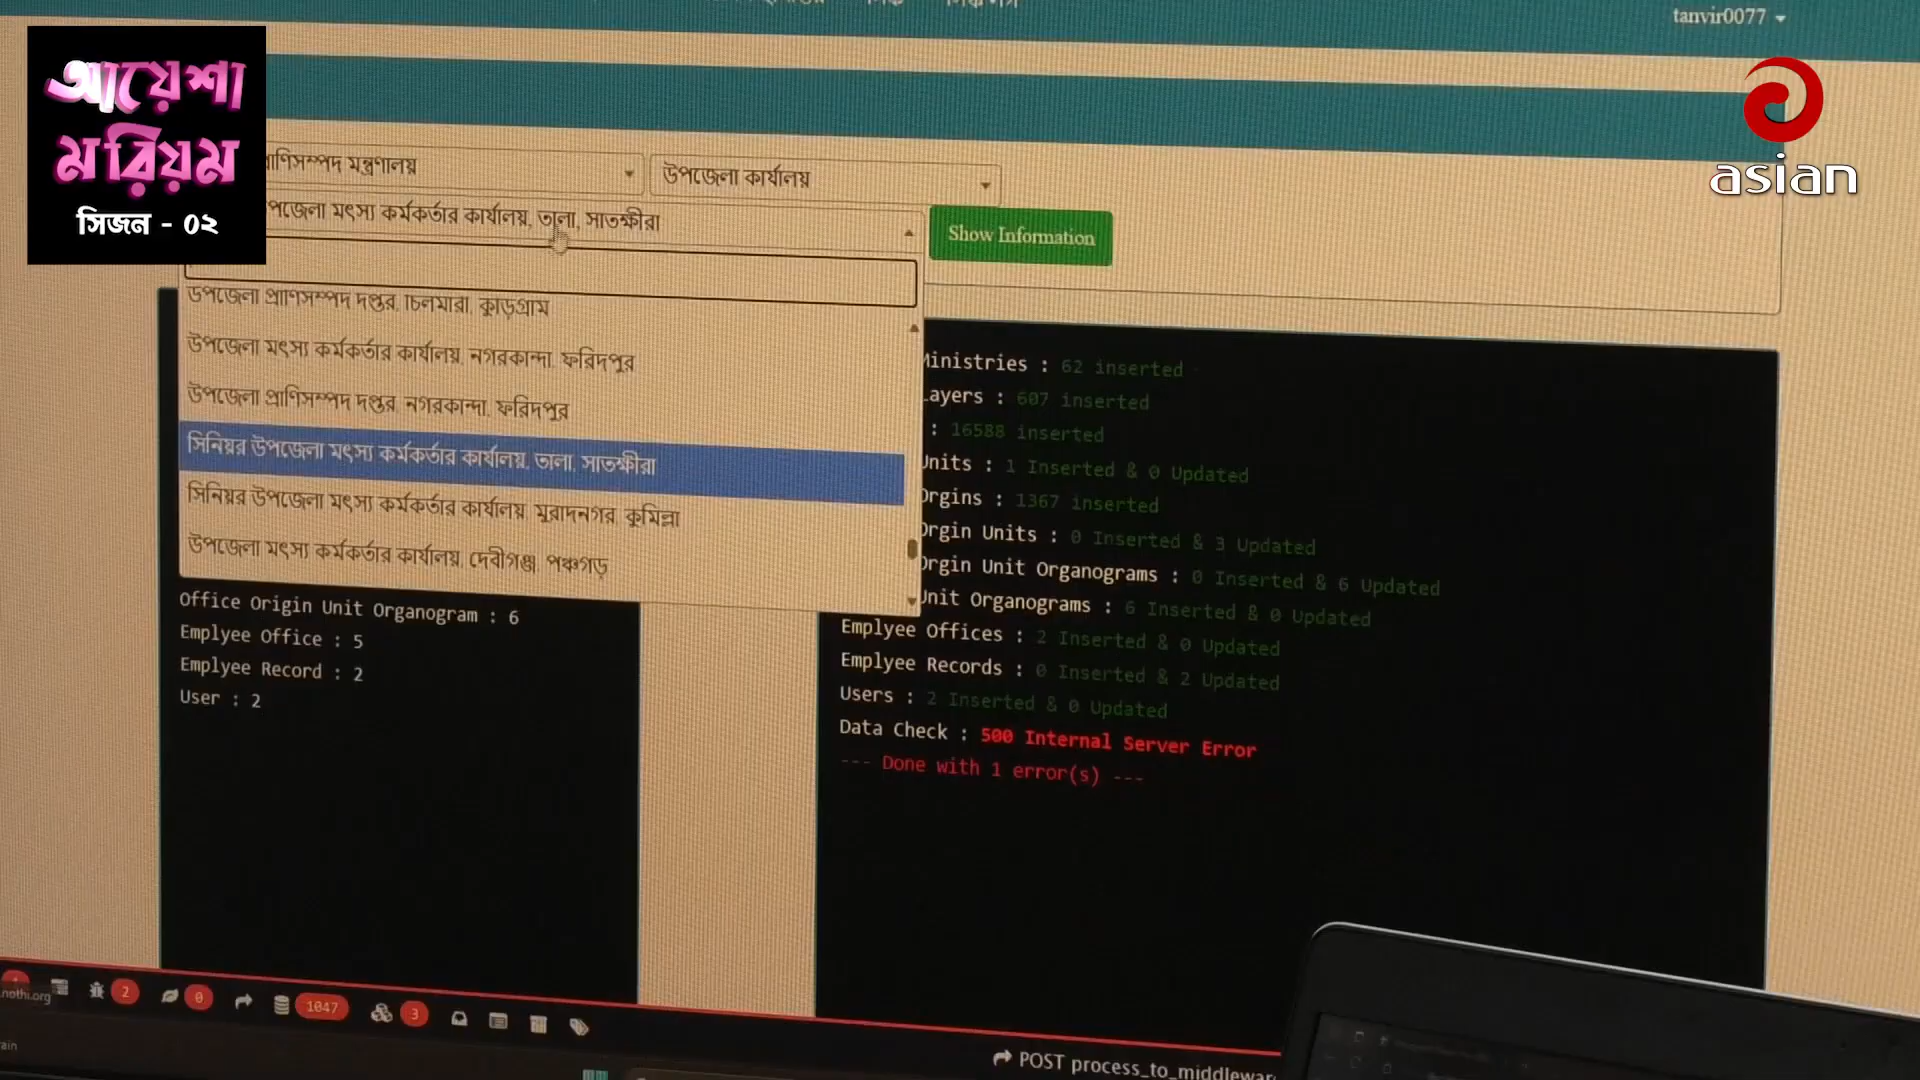 tanvir0077
আয়েশা
মরিয়ম
সিজন - ০২
asian
প্রাণিসম্পদ মন্ত্রণালয়
উপজেলা কার্যালয়
উপজেলা মৎস্য কর্মকর্তার কার্যালয়, তালা, সাতক্ষীরা
Show Information
উপজেলা প্রাণিসম্পদ দপ্তর, চিলমারী, কুড়িগ্রাম
উপজেলা মৎস্য কর্মকর্তার কার্যালয়, নগরকান্দা, ফরিদপুর
উপজেলা প্রাণিসম্পদ দপ্তর, নগরকান্দা, ফরিদপুর
সিনিয়র উপজেলা মৎস্য কর্মকর্তার কার্যালয়, তালা, সাতক্ষীরা
সিনিয়র উপজেলা মৎস্য কর্মকর্তার কার্যালয়, মুরাদনগর, কুমিল্লা
উপজেলা মৎস্য কর্মকর্তার কার্যালয়, দেবীগঞ্জ, পঞ্চগড়
Office Origin Unit Organogram : 6
Emplyee Office : 5
Emplyee Record : 2
User : 2
Ministries : 62 inserted
Layers : 607 inserted
: 16588 inserted
Units : 1 Inserted & 0 Updated
Orgins : 1367 inserted
Orgin Units : 0 Inserted & 3 Updated
Orgin Unit Organograms : 0 Inserted & 6 Updated
Unit Organograms : 6 Inserted & 0 Updated
Emplyee Offices : 2 Inserted & 0 Updated
Emplyee Records : 0 Inserted & 2 Updated
Users : 2 Inserted & 0 Updated
Data Check : 500 Internal Server Error
--- Done with 1 error(s) ---
.nothi.org
2
0
1047
3
POST process_to_middlewar